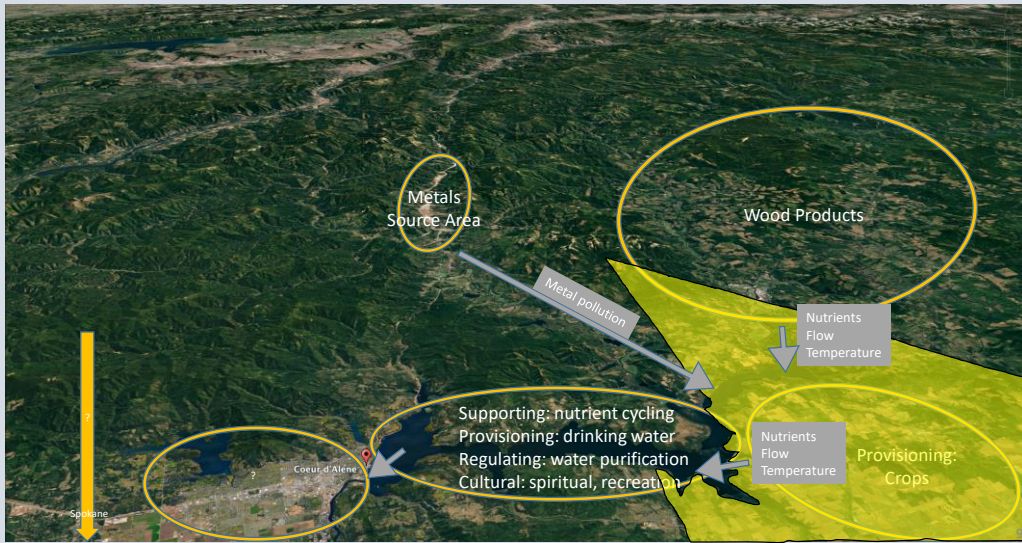 Metals
Source Area
Wood Products
Metal pollution
Nutrients
Flow
Temperature
?
Supporting: nutrient cycling
Provisioning: drinking water
Regulating: water purification
Cultural: spiritual, recreation
Nutrients
Flow
Temperature
Provisioning:
Crops
?
Coeur d'Alene
Spokane